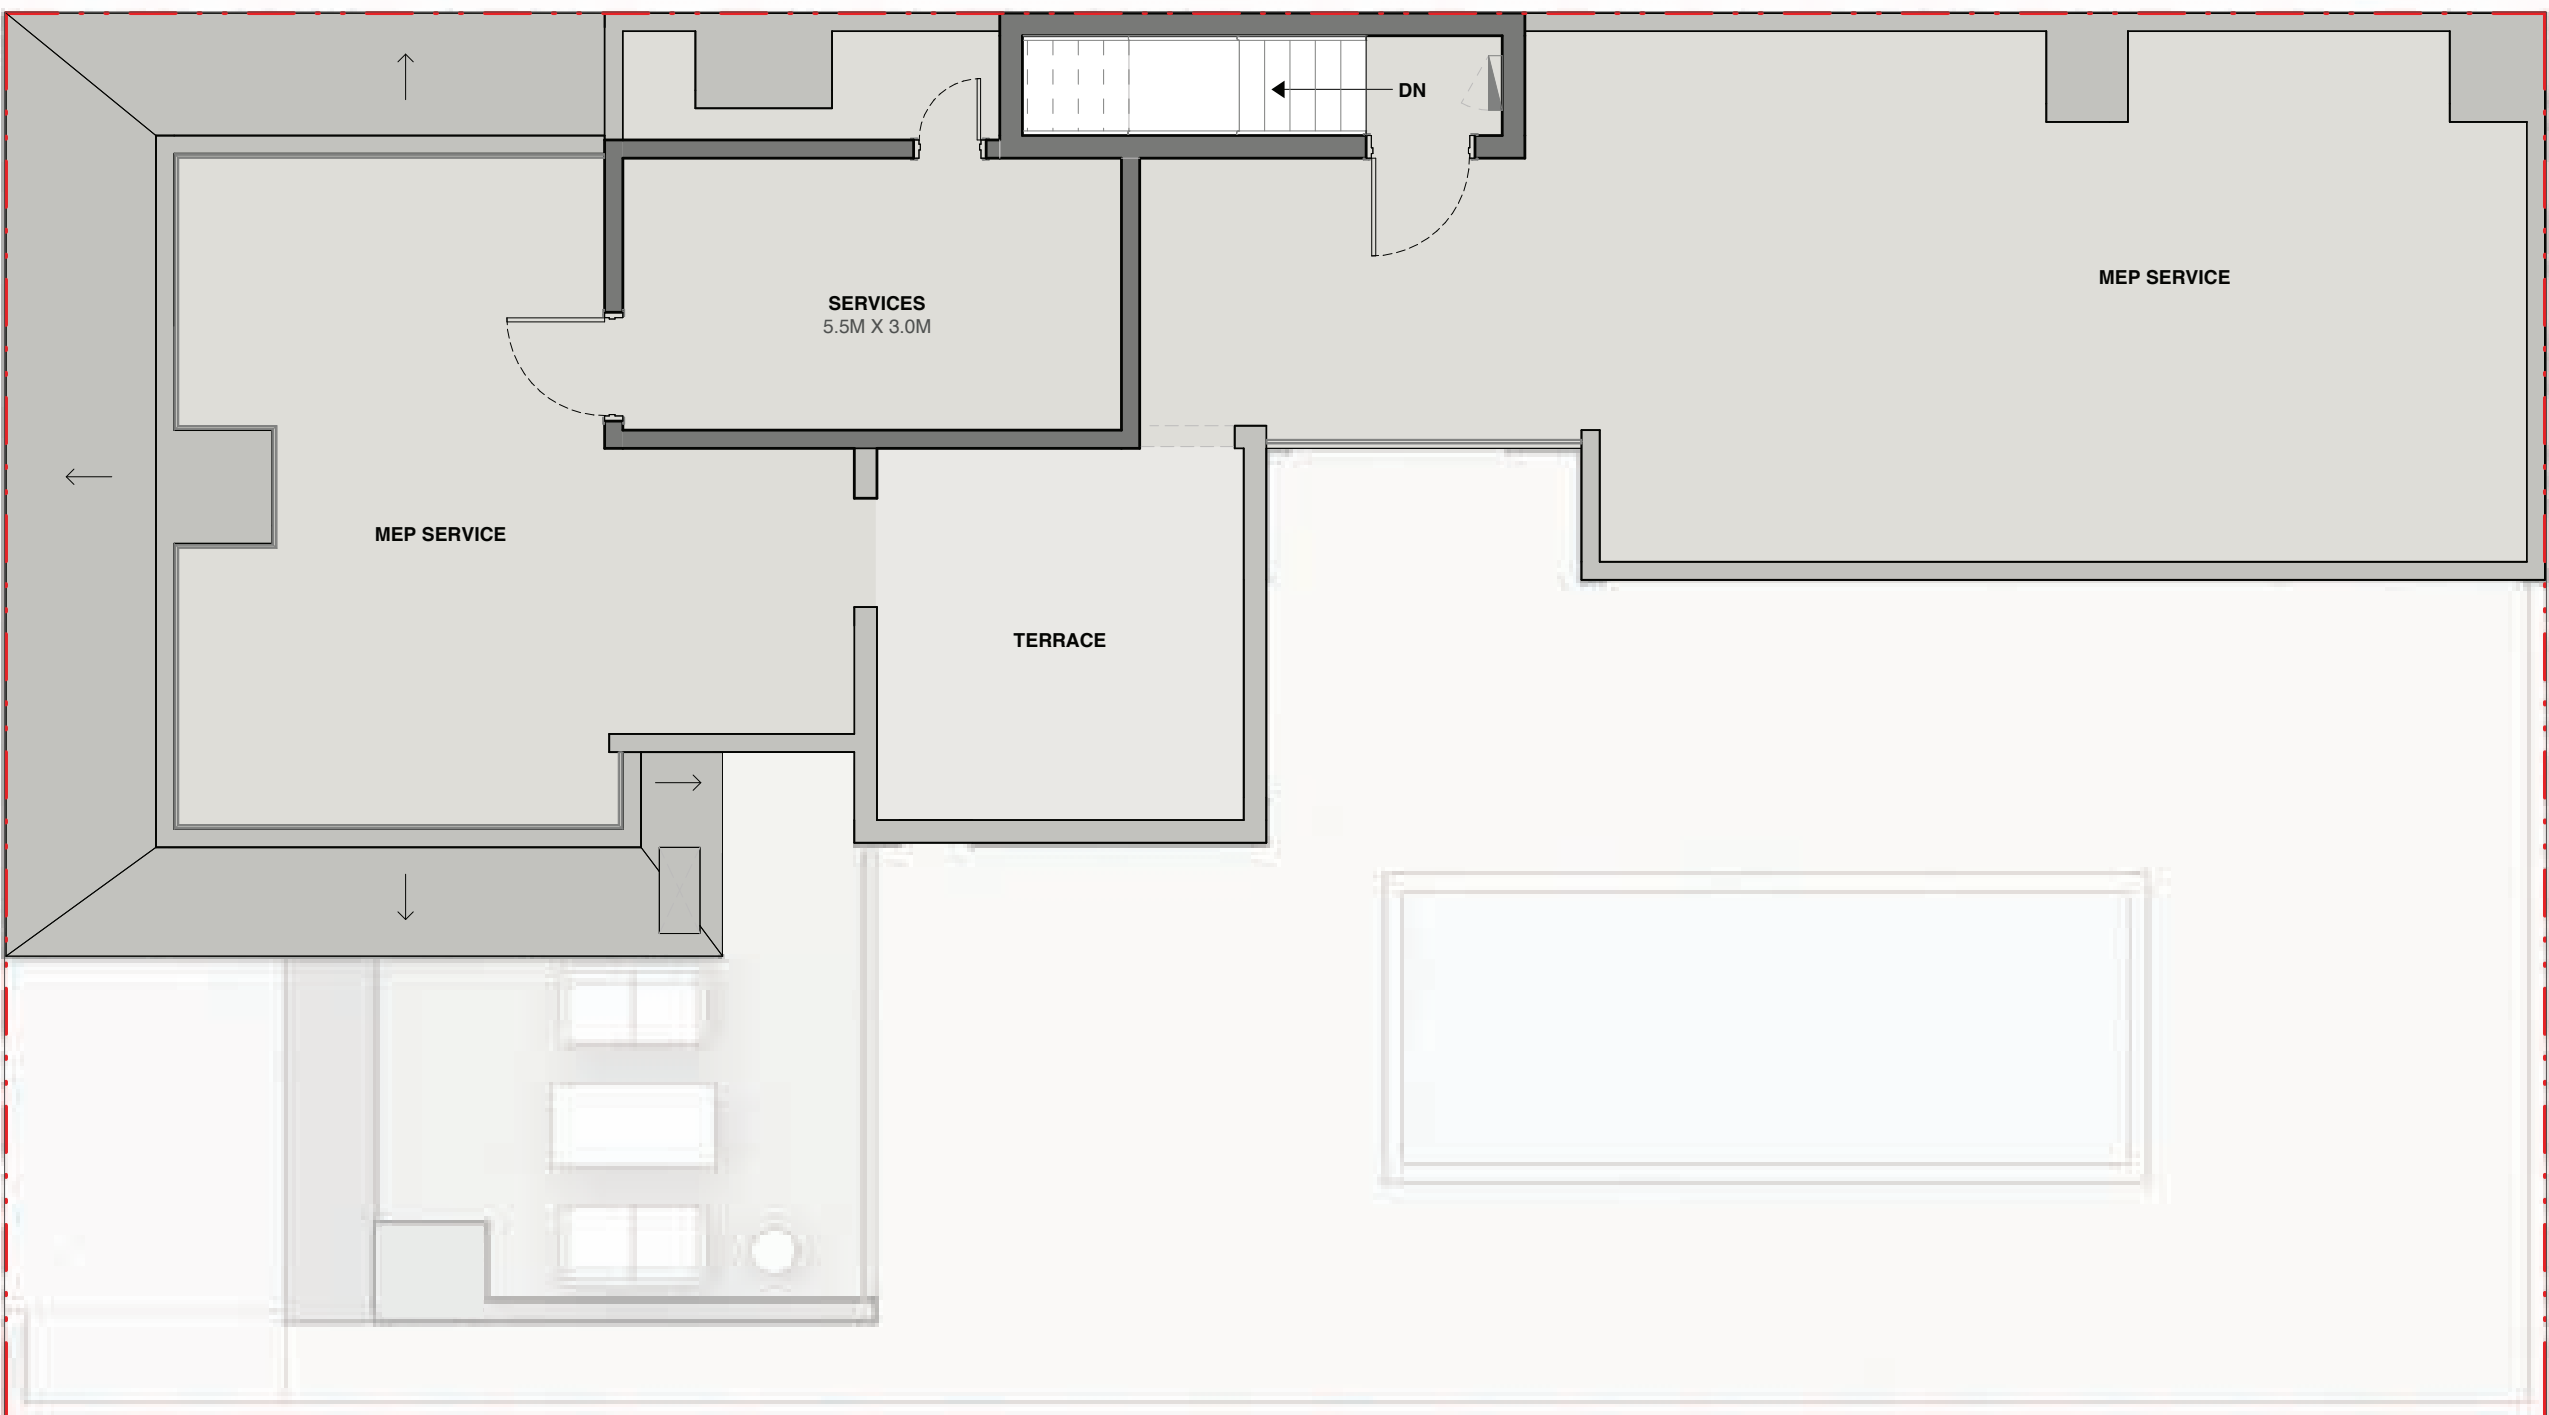 DN
MEP SERVICE
SERVICES
5.5M X 3.0M
MEP SERVICE
TERRACE